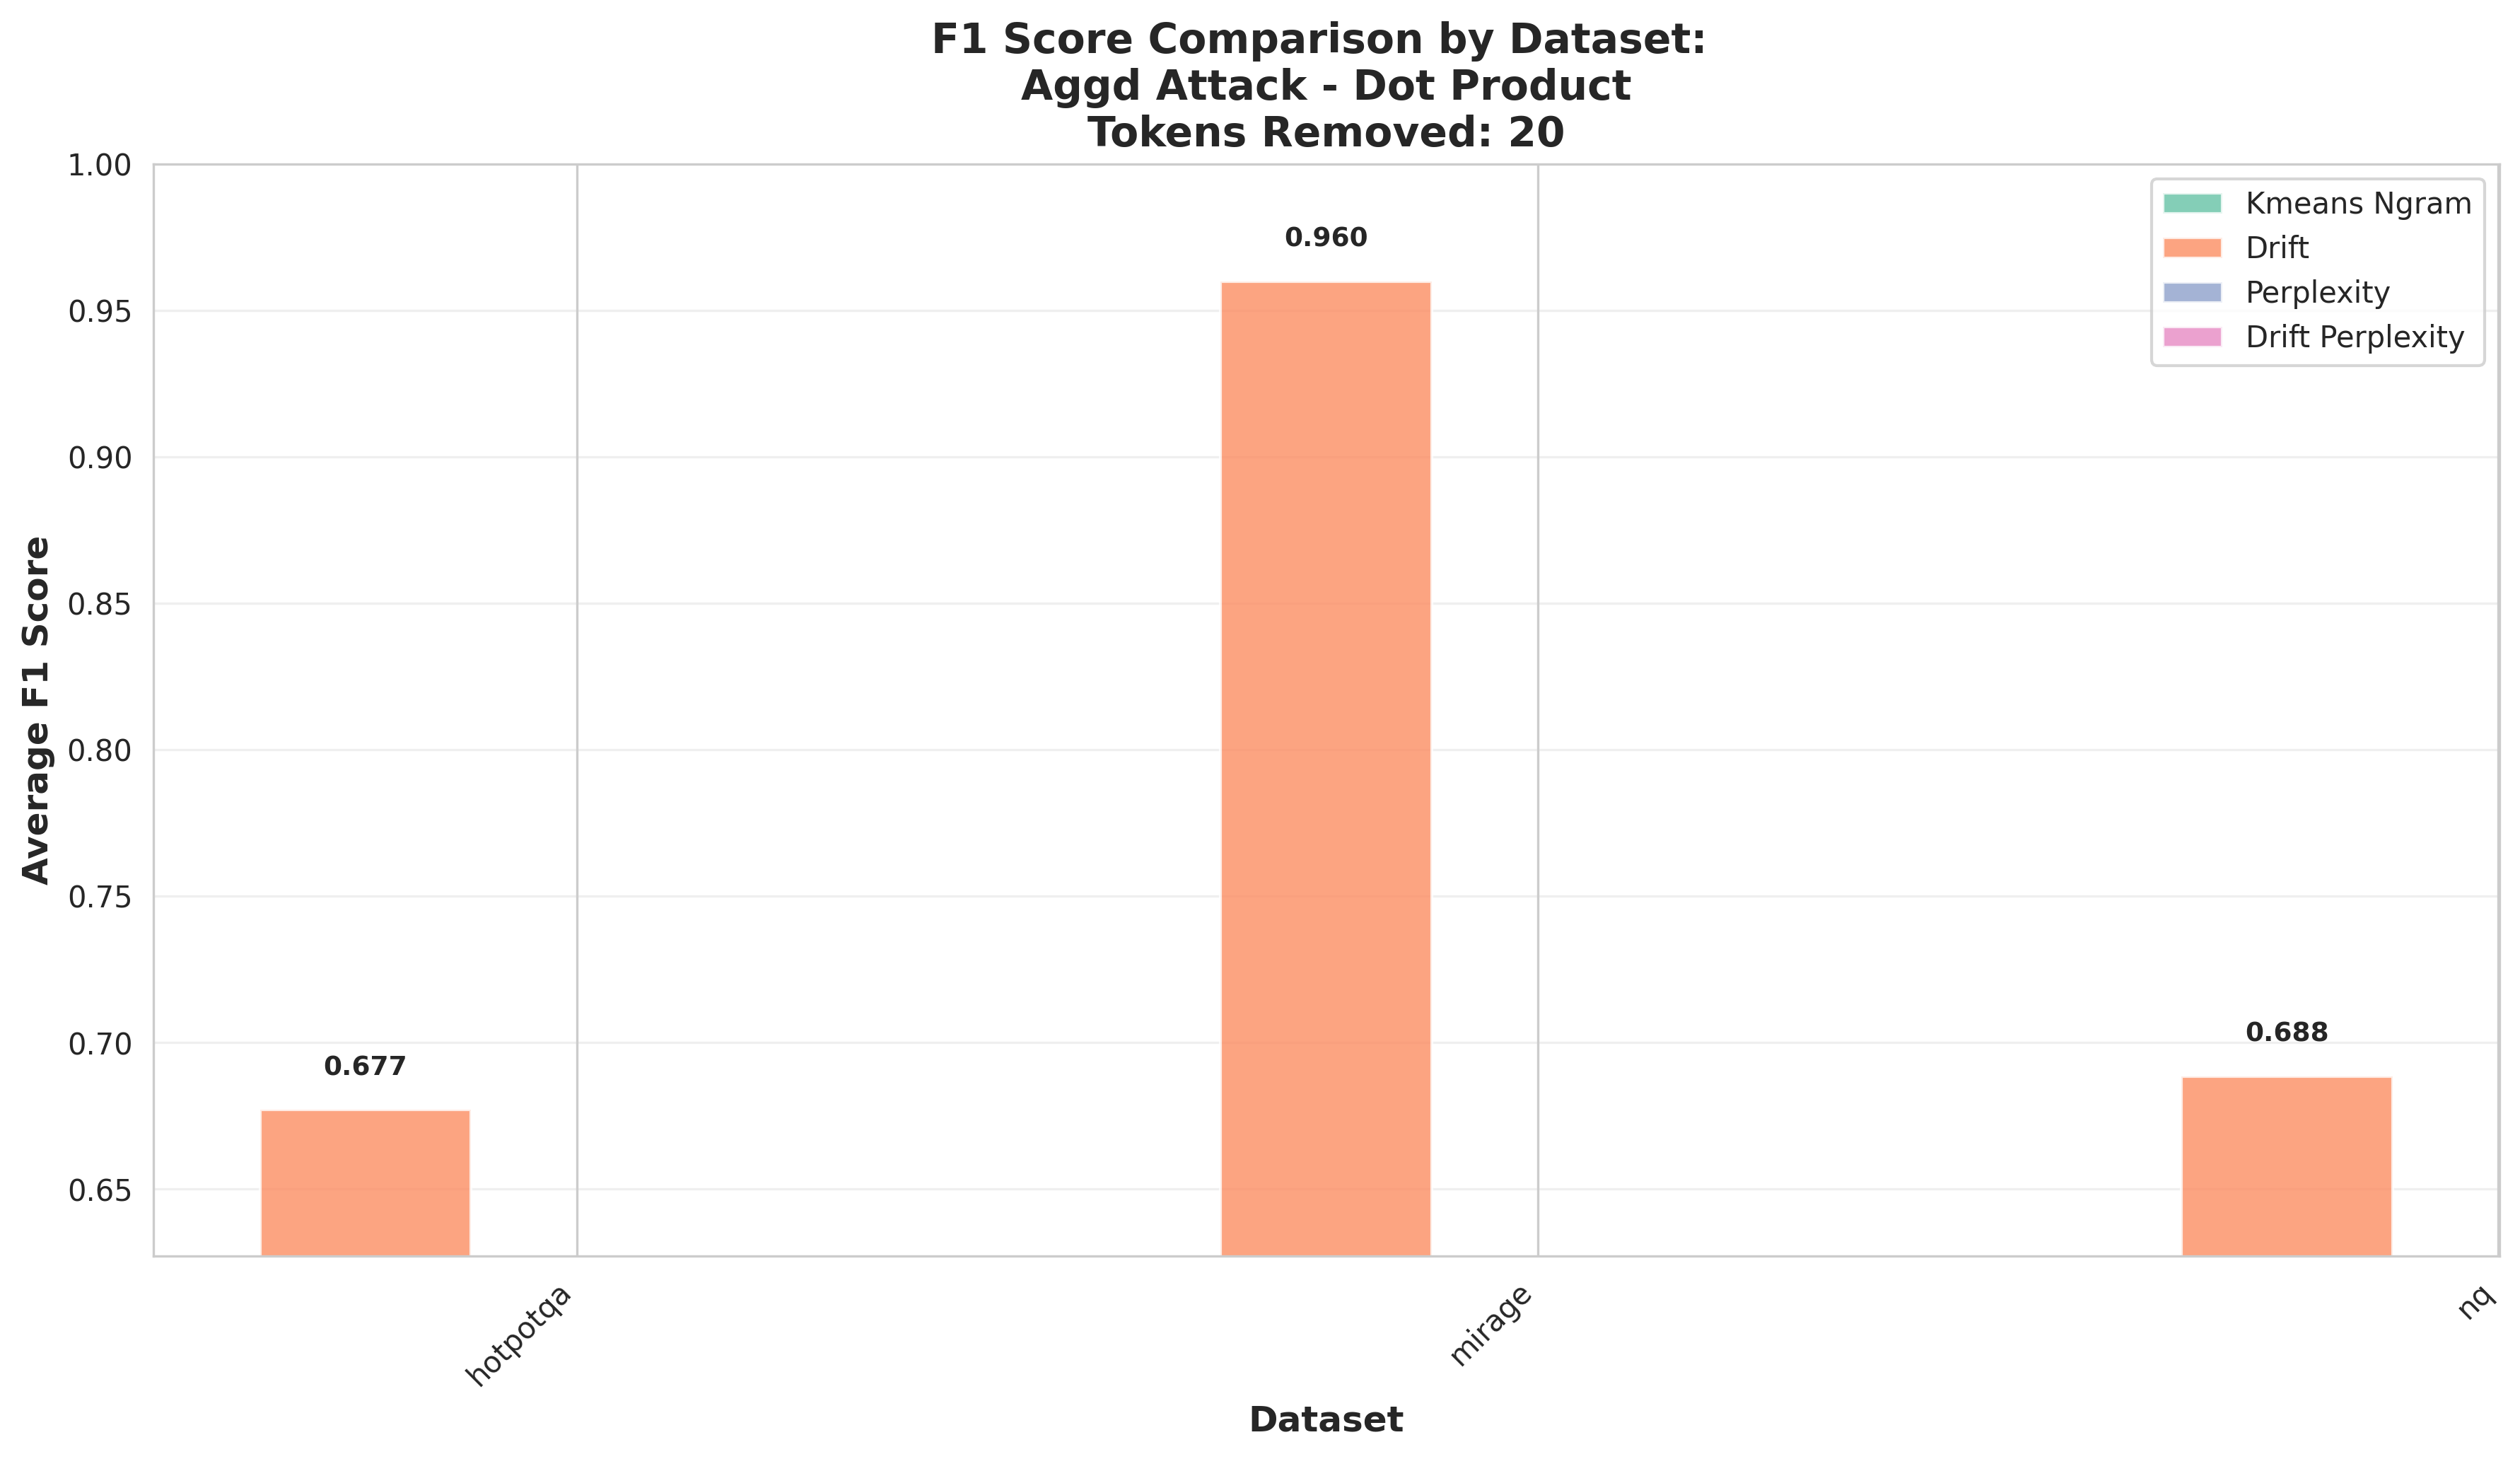 F1 Score Comparison by Dataset:
Aggd Attack - Dot Product
Tokens Removed: 20
1.00
0.95
0.90
0.85
0.80
0.75
0.70
0.65
Average F1 Score
0.677
0.960
0.688
Kmeans Ngram
Drift
Perplexity
Drift Perplexity
hotpotqa
mirage
nq
Dataset